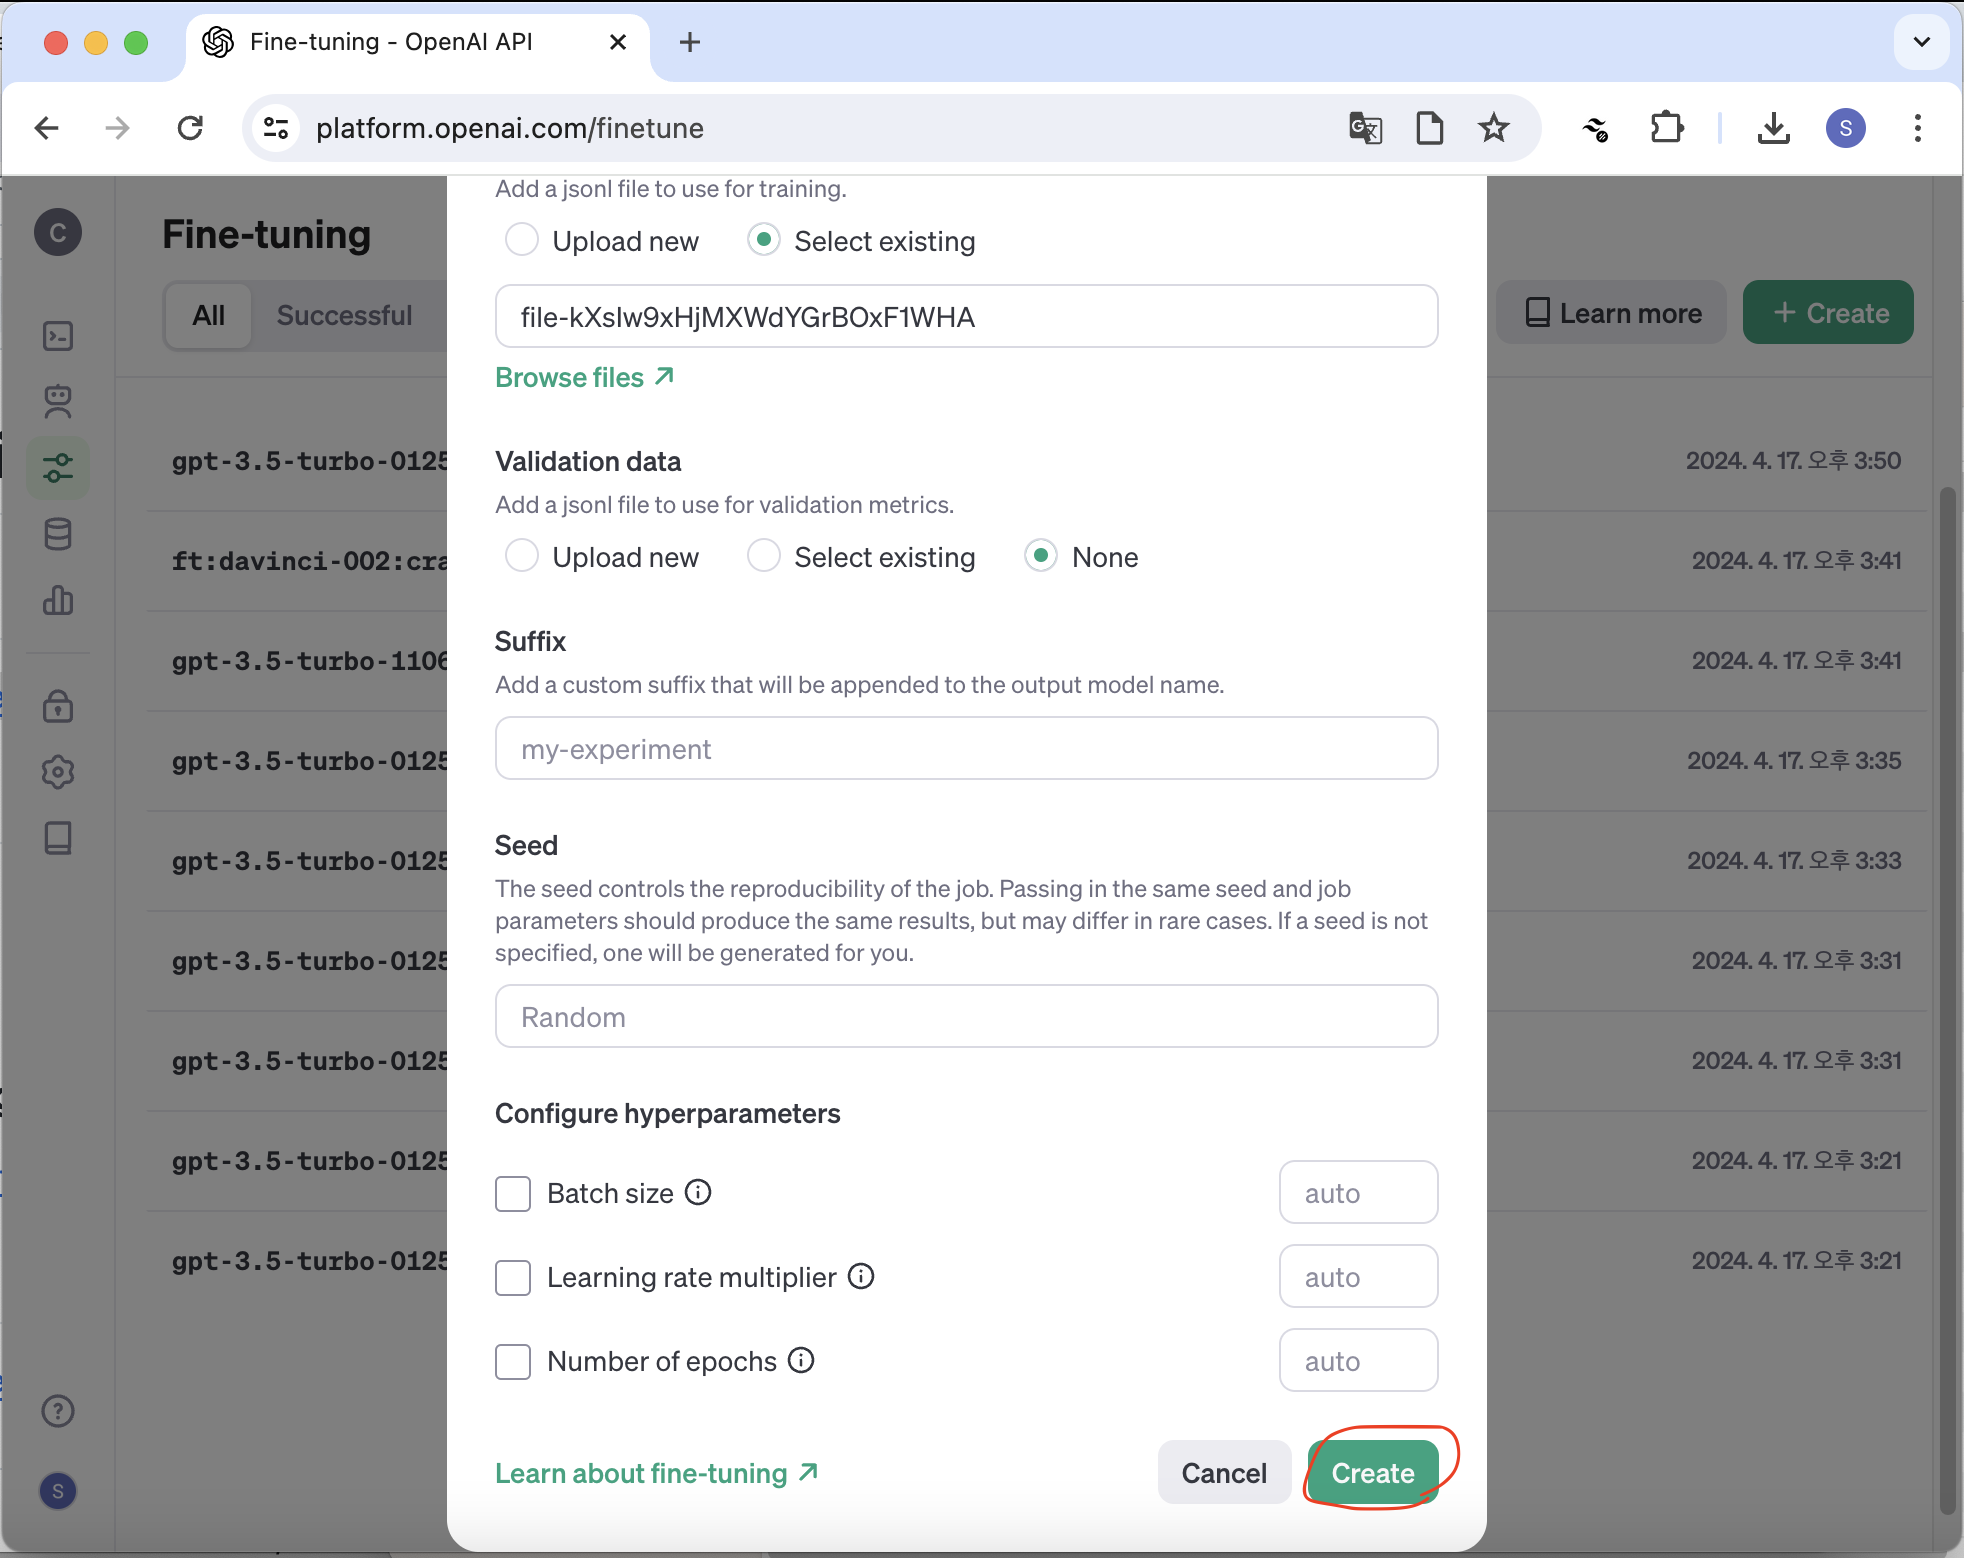 Fine-tuning - OpenAI API
platform.openai.com/finetune
S
C
Fine-tuning
All
Successful
Learn more
+ Create
gpt-3.5-turbo-0125
2024. 4. 17. 오후 3:50
ft:davinci-002:cra
2024. 4. 17. 오후 3:41
gpt-3.5-turbo-1106
2024. 4. 17. 오후 3:41
gpt-3.5-turbo-0125
2024. 4. 17. 오후 3:35
gpt-3.5-turbo-0125
2024. 4. 17. 오후 3:33
gpt-3.5-turbo-0125
2024. 4. 17. 오후 3:31
gpt-3.5-turbo-0125
2024. 4. 17. 오후 3:31
gpt-3.5-turbo-0125
2024. 4. 17. 오후 3:21
gpt-3.5-turbo-0125
2024. 4. 17. 오후 3:21
S
Add a jsonl file to use for training.
Upload new
Select existing
file-kXsIw9xHjMXWdYGrBOxF1WHA
Browse files
Validation data
Add a jsonl file to use for validation metrics.
Upload new
Select existing
None
Suffix
Add a custom suffix that will be appended to the output model name.
my-experiment
Seed
The seed controls the reproducibility of the job. Passing in the same seed and job
parameters should produce the same results, but may differ in rare cases. If a seed is not
specified, one will be generated for you.
Random
Configure hyperparameters
Batch size
auto
Learning rate multiplier
auto
Number of epochs
auto
Learn about fine-tuning
Cancel
Create